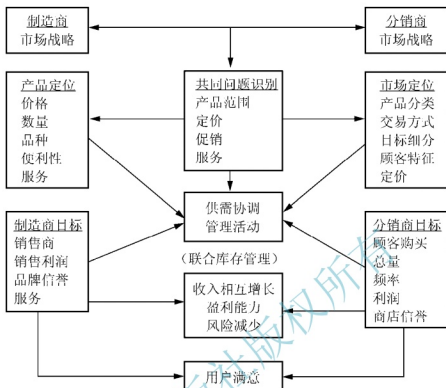 制造商
市场战略
分销商
市场战略
产品定位
价格
数量
品种
便利性
服务
共同问题识别
产品范围
定价
促销
服务
市场定位
产品分类
交易方式
目标细分
顾客特征
定价
供需协调
管理活动
(联合库存管理)
制造商目标
销售商
销售利润
品牌信誉
服务
收入相互增长
盈利能力
风险减少
分销商目标
顾客购买
总量
频率
利润
商店信誉
用户满意
社版权所有